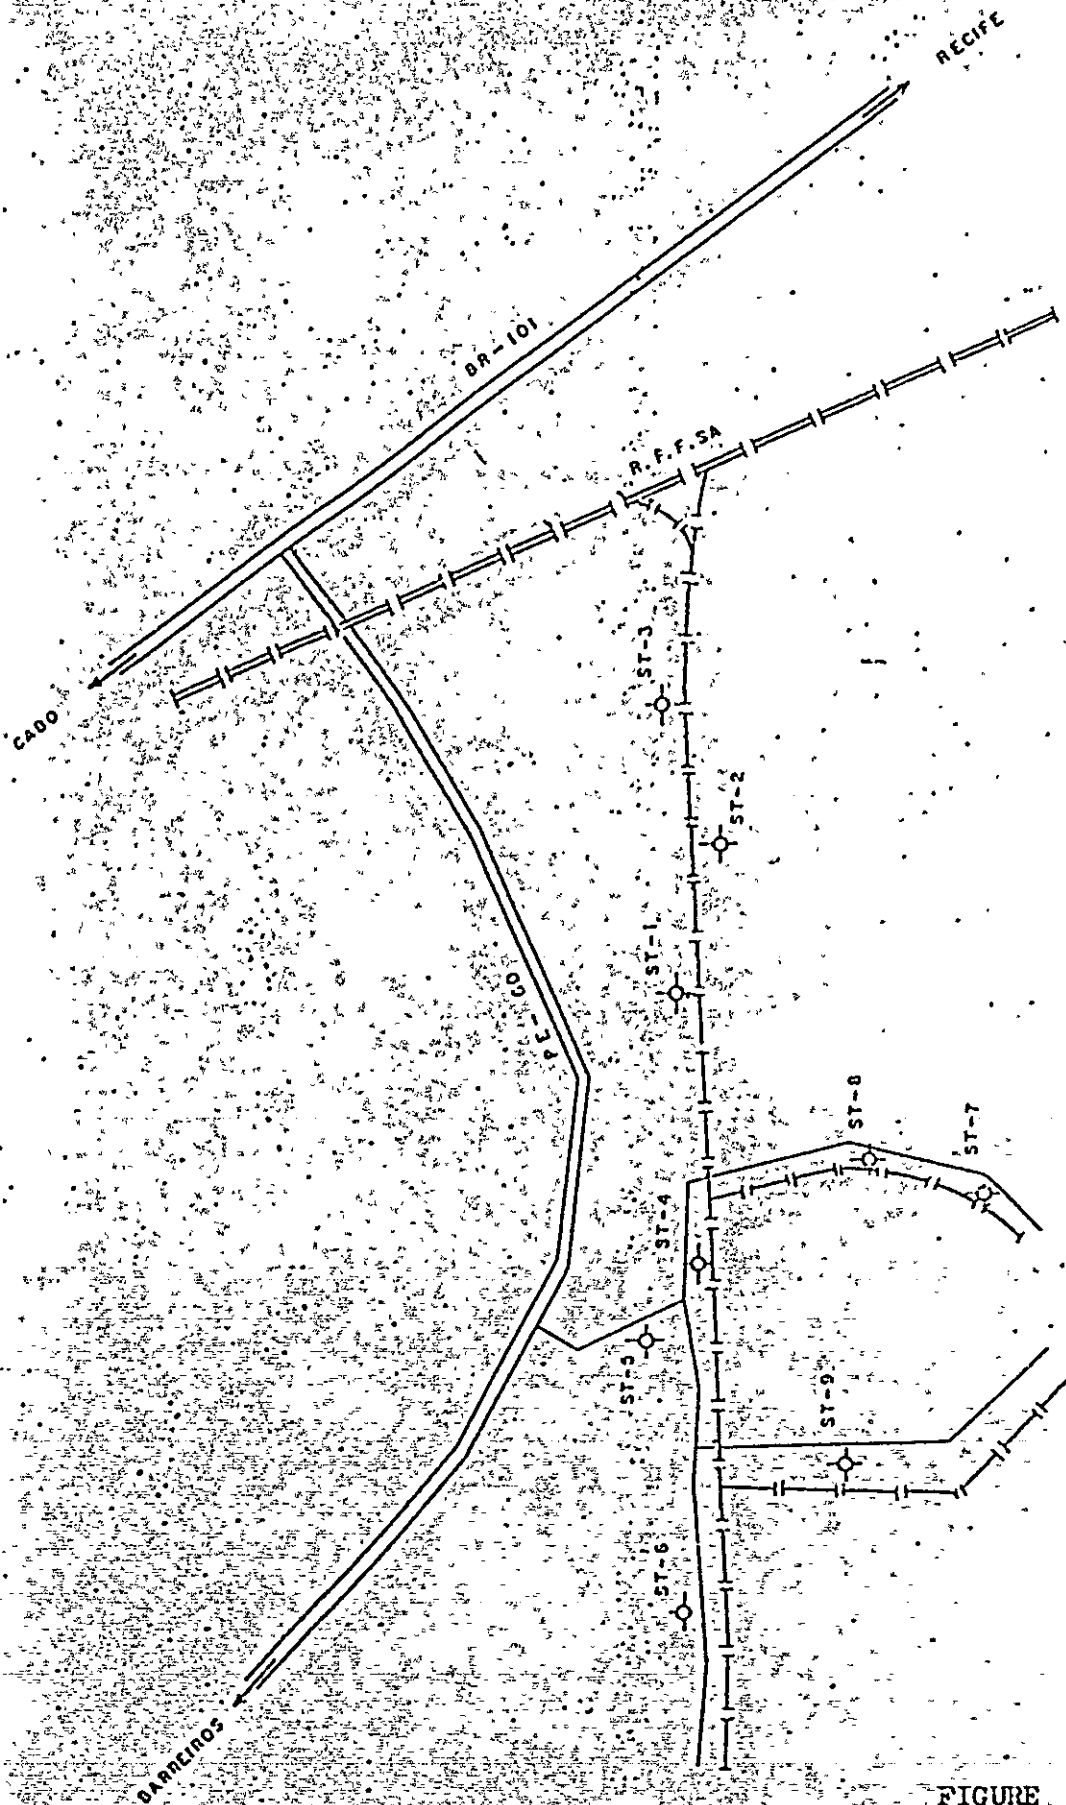 RECIFE
BR-101
R.F.F.SA
CABO
ST-3
ST-2
ST-1
PE-60
ST-8
ST-7
ST-4
ST-5
ST-9
ST-6
BARREIROS
FIGURE